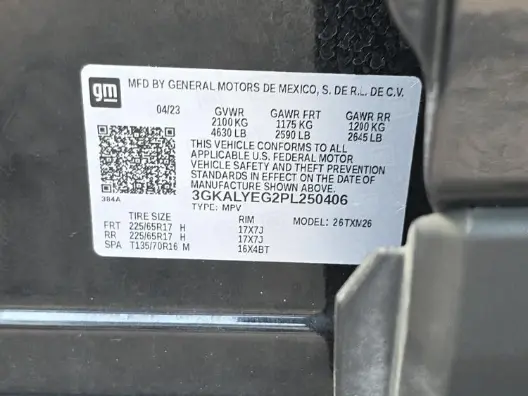 gm
MFD BY GENERAL MOTORS DE MEXICO, S. DE R.L. DE C.V.
04/23 GVWR GAWR FRT GAWR RR
2100 KG 1175 KG 1200 KG
4630 LB 2590 LB 2645 LB
THIS VEHICLE CONFORMS TO ALL
APPLICABLE U.S. FEDERAL MOTOR
VEHICLE SAFETY AND THEFT PREVENTION
STANDARDS IN EFFECT ON THE DATE OF
MANUFACTURE SHOWN ABOVE.
384A 3GKALYEG2PL250406
TYPE: MPV MODEL: 26TXM26
TIRE SIZE RIM
FRT 225/65R17 H 17X7J
RR 225/65R17 H 17X7J
SPA T135/70R16 M 16X4BT